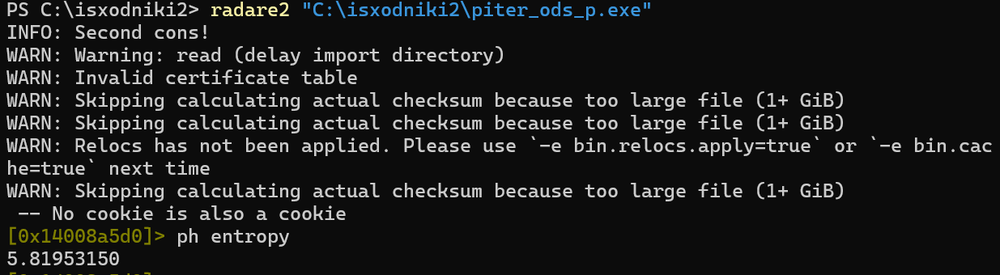 PS C:\isxodniki2> radare2 "C:\isxodniki2\piter_ods_p.exe"
INFO: Second cons!
WARN: Warning: read (delay import directory)
WARN: Invalid certificate table
WARN: Skipping calculating actual checksum because too large file (1+ GiB)
WARN: Skipping calculating actual checksum because too large file (1+ GiB)
WARN: Relocs has not been applied. Please use `-e bin.relocs.apply=true` or `-e bin.cac
he=true` next time
WARN: Skipping calculating actual checksum because too large file (1+ GiB)
 -- No cookie is also a cookie
[0x14008a5d0]> ph entropy
5.81953150